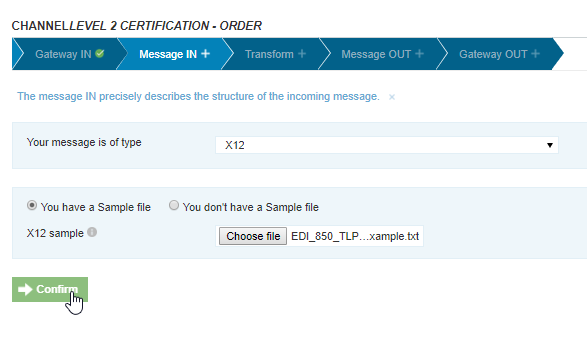 CHANNELLEVEL 2 CERTIFICATION - ORDER
Gateway IN Message IN + Transform + Message OUT + Gateway OUT +
The message IN precisely describes the structure of the incoming message. ×
Your message is of type X12
You have a Sample file You don't have a Sample file
X12 sample Choose file EDI_850_TLP…xample.txt
Confirm